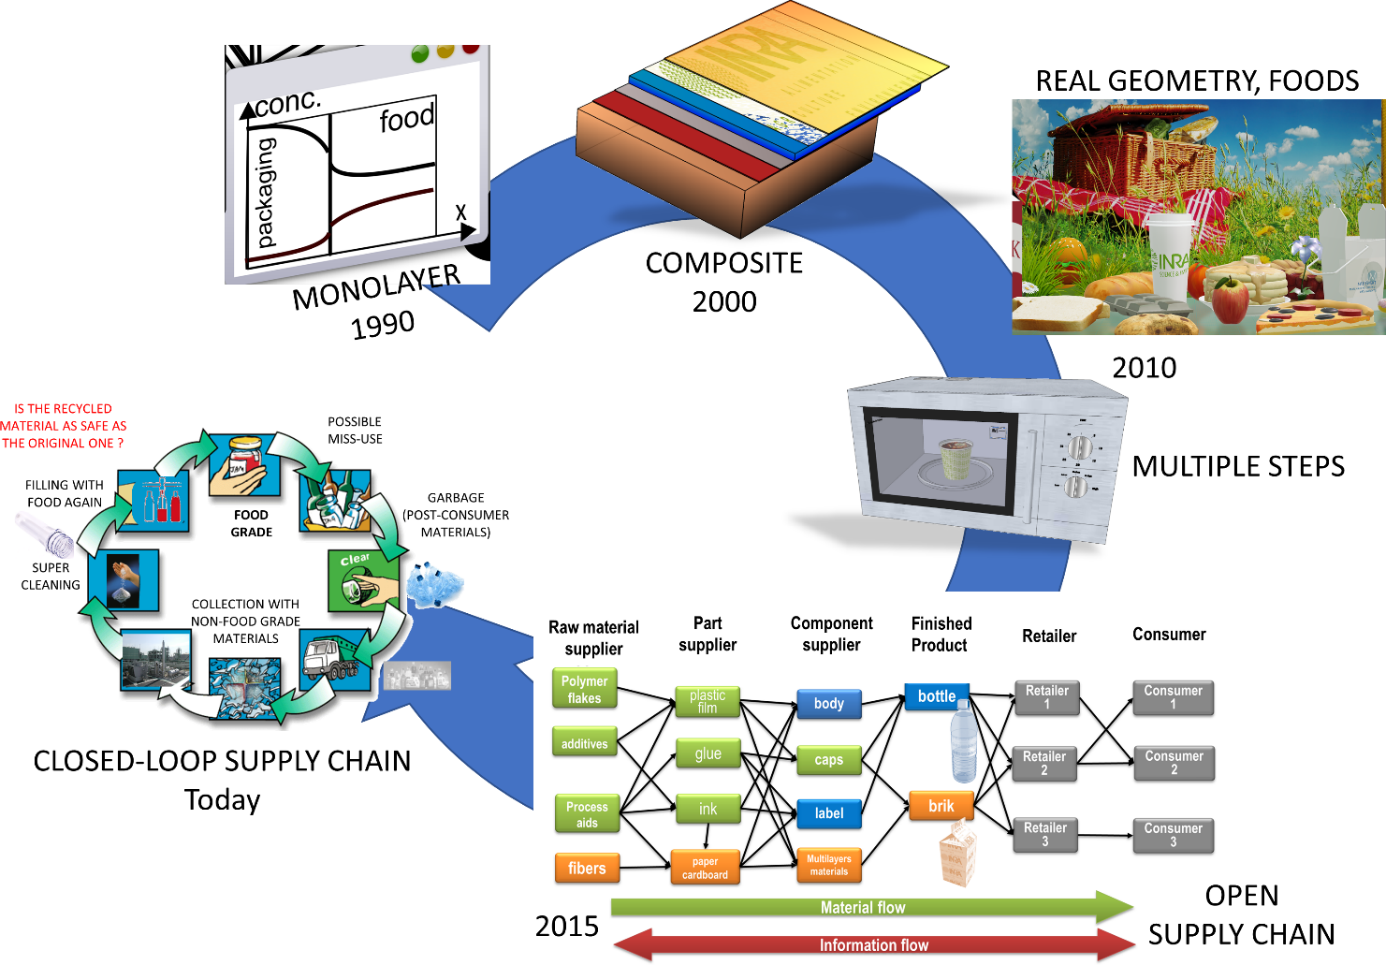 conc.
food
packaging
x
MONOLAYER
1990
INRA
COMPOSITE
2000
REAL GEOMETRY, FOODS
INRA
2010
MULTIPLE STEPS
IS THE RECYCLED
MATERIAL AS SAFE AS
THE ORIGINAL ONE ?
POSSIBLE
MISS-USE
FILLING WITH
FOOD AGAIN
FOOD
GRADE
GARBAGE
(POST-CONSUMER
MATERIALS)
Clear
SUPER
CLEANING
COLLECTION WITH
NON-FOOD GRADE
MATERIALS
CLOSED-LOOP SUPPLY CHAIN
Today
Raw material
supplier
Part
supplier
Component
supplier
Finished
Product
Retailer
Consumer
Polymer
flakes
plastic
film
body
bottle
Retailer
1
Consumer
1
additives
glue
caps
Retailer
2
Consumer
2
Process
aids
ink
label
brik
Retailer
3
Consumer
3
fibers
paper
cardboard
Multilayers
materials
Material flow
Information flow
2015
OPEN
SUPPLY CHAIN